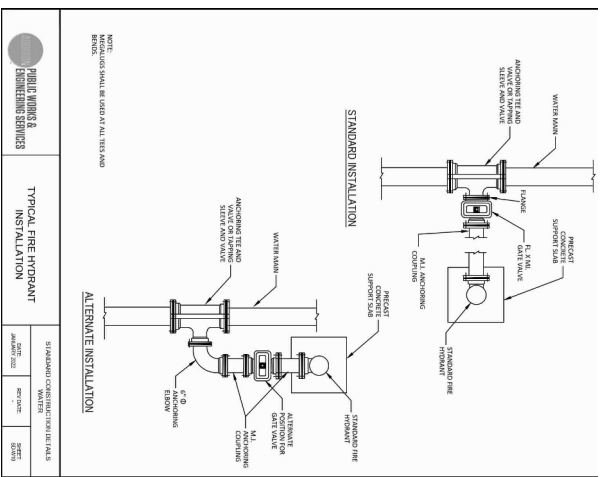 WATER MAIN
ANCHORING TEE AND
VALVE OR TAPPING
SLEEVE AND VALVE
FLANGE
FL. X MJ.
GATE VALVE
M.J. ANCHORING
COUPLING
PRECAST
CONCRETE
SUPPORT SLAB
STANDARD FIRE
HYDRANT
STANDARD INSTALLATION
WATER MAIN
ANCHORING TEE AND
VALVE OR TAPPING
SLEEVE AND VALVE
PRECAST
CONCRETE
SUPPORT SLAB
STANDARD FIRE
HYDRANT
ALTERNATE
POSITION FOR
GATE VALVE
M.J.
ANCHORING
COUPLING
6" Φ
ANCHORING
ELBOW
ALTERNATE INSTALLATION
NOTE:
MEGALUGS SHALL BE USED AT ALL TEES AND
BENDS.
PUBLIC WORKS &
ENGINEERING SERVICES
TYPICAL FIRE HYDRANT
INSTALLATION
STANDARD CONSTRUCTION DETAILS
WATER
DATE:
JANUARY 2022
REV DATE:
-
SHEET: